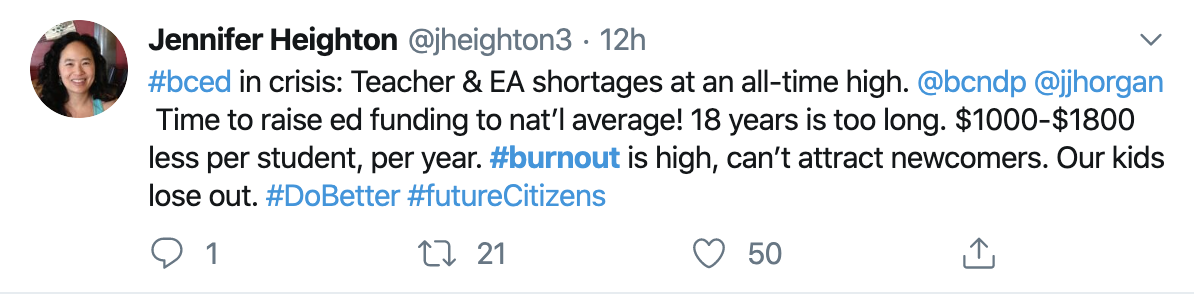 Jennifer Heighton @jheighton3 · 12h
#bced in crisis: Teacher & EA shortages at an all-time high. @bcndp @jjhorgan
Time to raise ed funding to nat’l average! 18 years is too long. $1000-$1800
less per student, per year. #burnout is high, can’t attract newcomers. Our kids
lose out. #DoBetter #futureCitizens
1 21 50